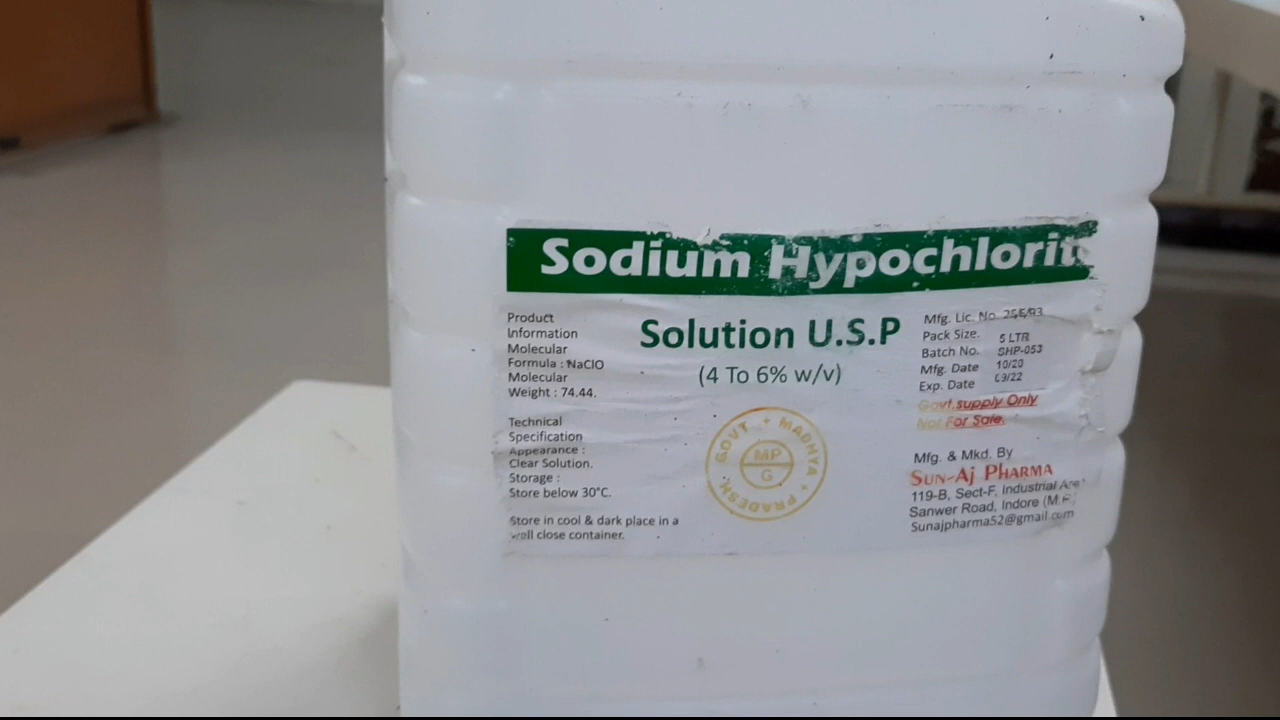 Sodium Hypochlorit
Solution U.S.P
(4 To 6% w/v)
Product
Information
Molecular
Formula : NaClO
Molecular
Weight : 74.44.
Technical
Specification
Appearance :
Clear Solution.
Storage :
Store below 30°C.
Store in cool & dark place in a
well close container.
GOVT + MADHYA + PRADESH
MP
G
Mfg. Lic. No.
Pack Size. 5 LTR
Batch No. SHP-053
Mfg. Date 10/20
Exp. Date 09/22
Govt.supply Only
Not For Sale.
Mfg. & Mkd. By
SUN-AJ PHARMA
119-B, Sect-F, Industrial Are
Sanwer Road, Indore (M.P.)
Sunajpharma52@gmail.com